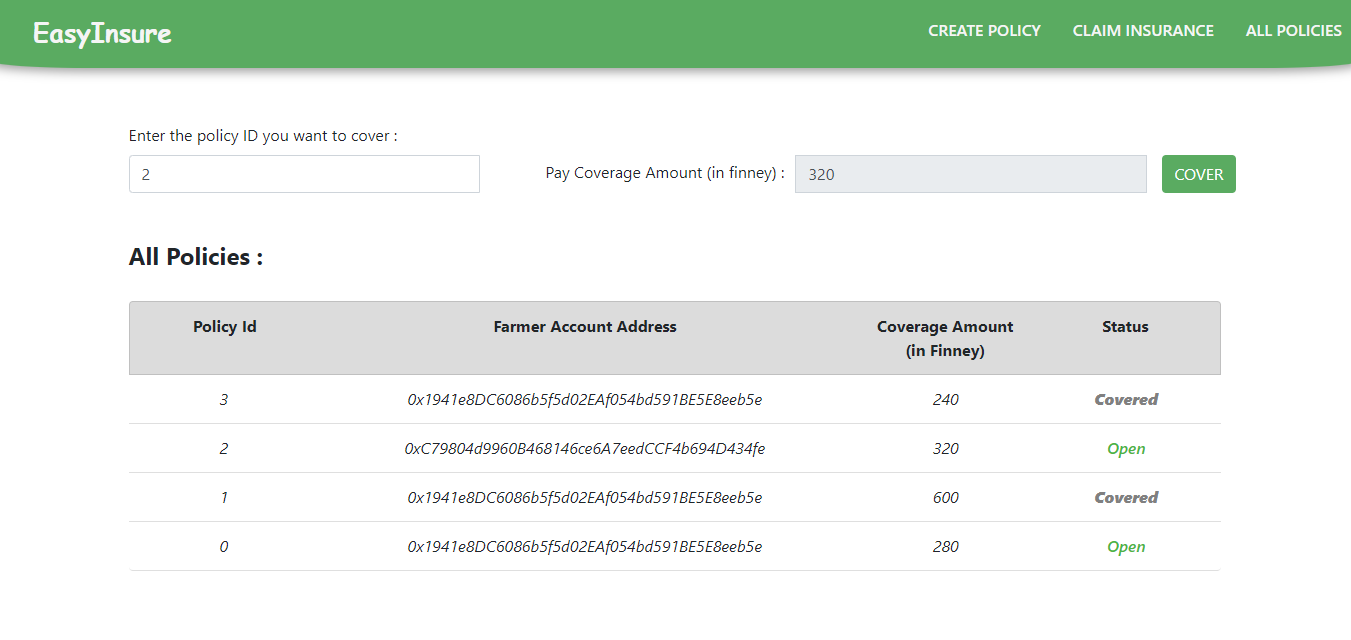 EasyInsure
CREATE POLICY CLAIM INSURANCE ALL POLICIES
Enter the policy ID you want to cover :
2
Pay Coverage Amount (in finney) : 320 COVER
All Policies :
Policy Id Farmer Account Address Coverage Amount Status
(in Finney)
3 0x1941e8DC6086b5f5d02EAf054bd591BE5E8eeb5e 240 Covered
2 0xC79804d9960B468146ce6A7eedCCF4b694D434fe 320 Open
1 0x1941e8DC6086b5f5d02EAf054bd591BE5E8eeb5e 600 Covered
0 0x1941e8DC6086b5f5d02EAf054bd591BE5E8eeb5e 280 Open